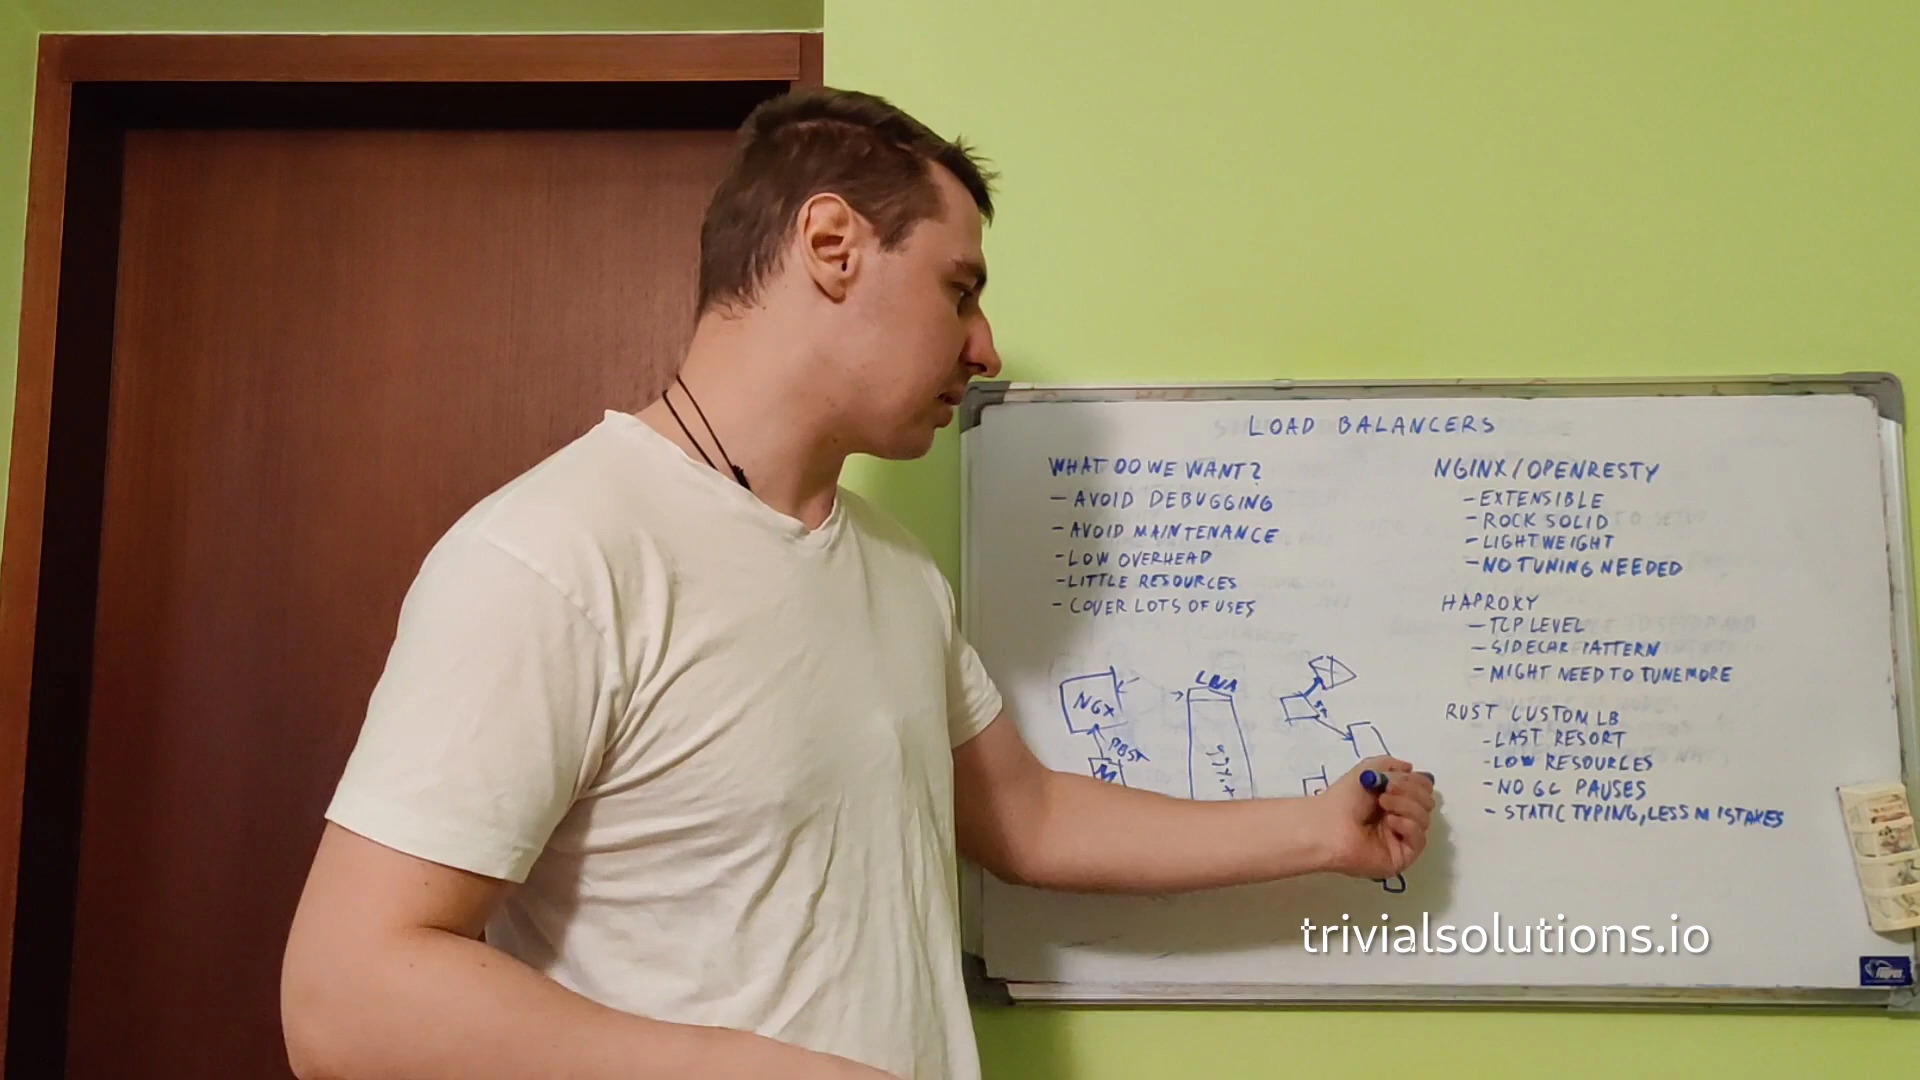 LOAD BALANCERS
WHAT DO WE WANT?
- AVOID DEBUGGING
- AVOID MAINTENANCE
- LOW OVERHEAD
- LITTLE RESOURCES
- COVER LOTS OF USES
NGINX/OPENRESTY
- EXTENSIBLE
- ROCK SOLID
- LIGHTWEIGHT
- NO TUNING NEEDED
HAPROXY
- TCP LEVEL
- SIDECAR PATTERN
- MIGHT NEED TO TUNE MORE
RUST CUSTOM LB
- LAST RESORT
- LOW RESOURCES
- NO GC PAUSES
- STATIC TYPING, LESS MISTAKES
NGX
trivialsolutions.io